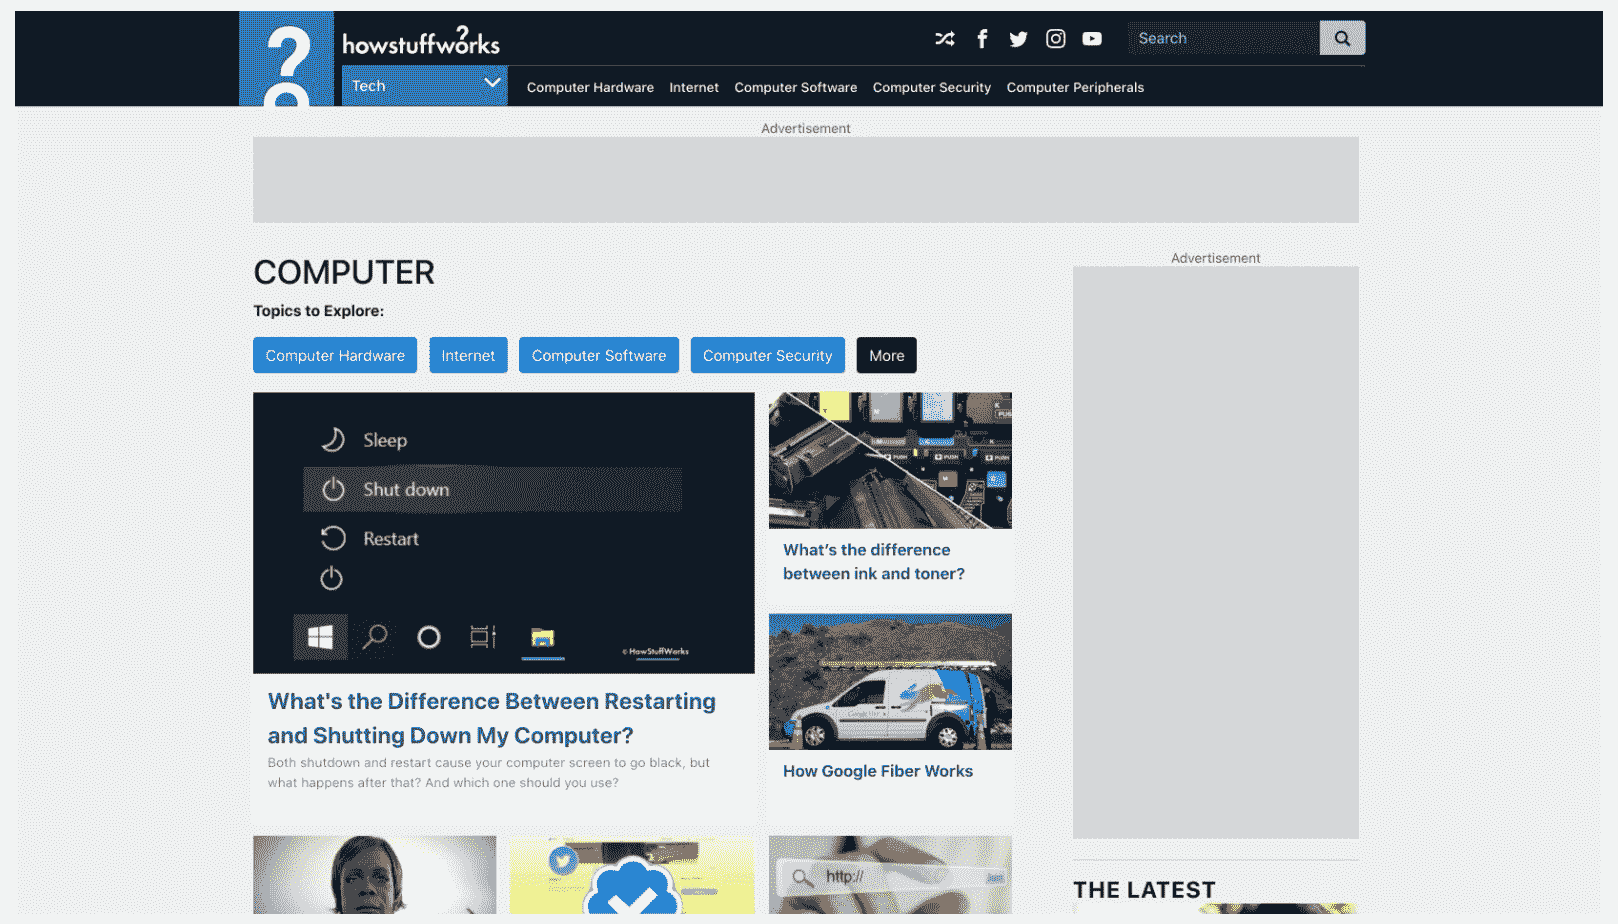 howstuffworks
Search
Tech
Computer Hardware Internet Computer Software Computer Security Computer Peripherals
Advertisement
COMPUTER
Topics to Explore:
Computer Hardware Internet Computer Software Computer Security More
Sleep
Shut down
Restart
© HowStuffWorks
What's the Difference Between Restarting
and Shutting Down My Computer?
Both shutdown and restart cause your computer screen to go black, but
what happens after that? And which one should you use?
What’s the difference
between ink and toner?
How Google Fiber Works
http://
Advertisement
THE LATEST